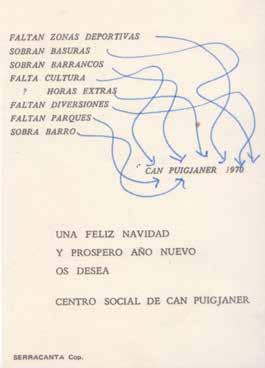 FALTAN ZONAS DEPORTIVAS
SOBRAN BASURAS
SOBRAN BARRANCOS
FALTA CULTURA
? HORAS EXTRAS
FALTAN DIVERSIONES
FALTAN PARQUES
SOBRA BARRO
CAN PUIGJANER 1970
UNA FELIZ NAVIDAD
Y PROSPERO AÑO NUEVO
OS DESEA
CENTRO SOCIAL DE CAN PUIGJANER
SERRACANTA Cop.